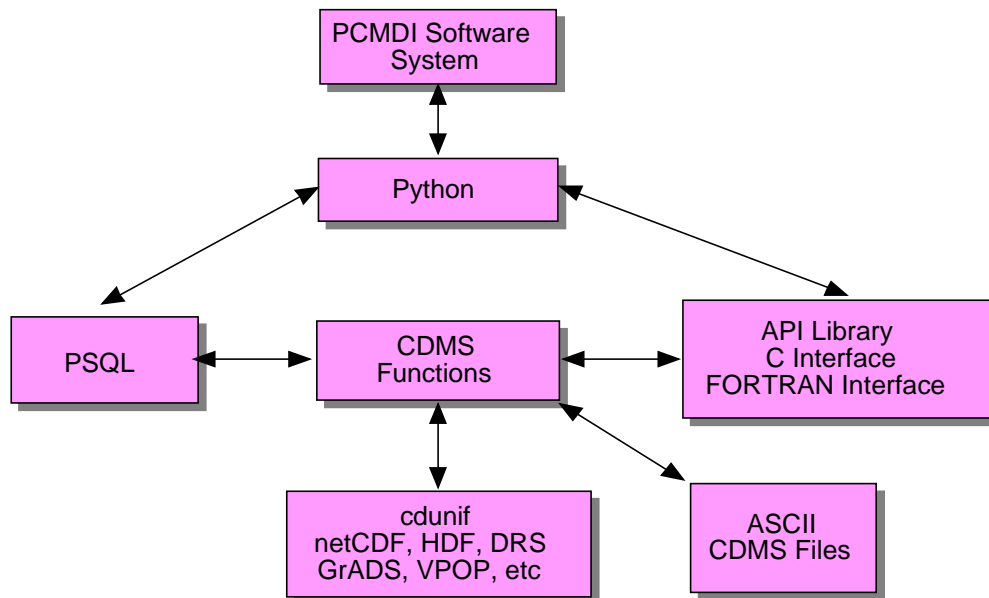 PCMDI Software
System
Python
PSQL
CDMS
Functions
API Library
C Interface
FORTRAN Interface
cdunif
netCDF, HDF, DRS
GrADS, VPOP, etc
ASCII
CDMS Files